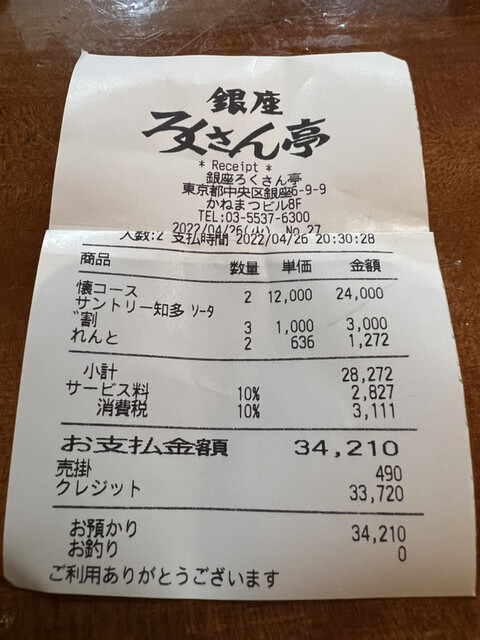 銀座
ろくさん亭
* Receipt *
銀座ろくさん亭
東京都中央区銀座6-9-9
かねまつビル8F
TEL:03-5537-6300
2022/04/26(火) No.27
人数:2 支払時間 2022/04/26 20:30:28
商品 数量 単価 金額
懐コース 2 12,000 24,000
サントリー知多 ソータ
゛割 3 1,000 3,000
れんと 2 636 1,272
小計 28,272
サービス料 10% 2,827
消費税 10% 3,111
お支払金額 34,210
売掛 490
クレジット 33,720
お預かり 34,210
お釣り 0
ご利用ありがとうございます